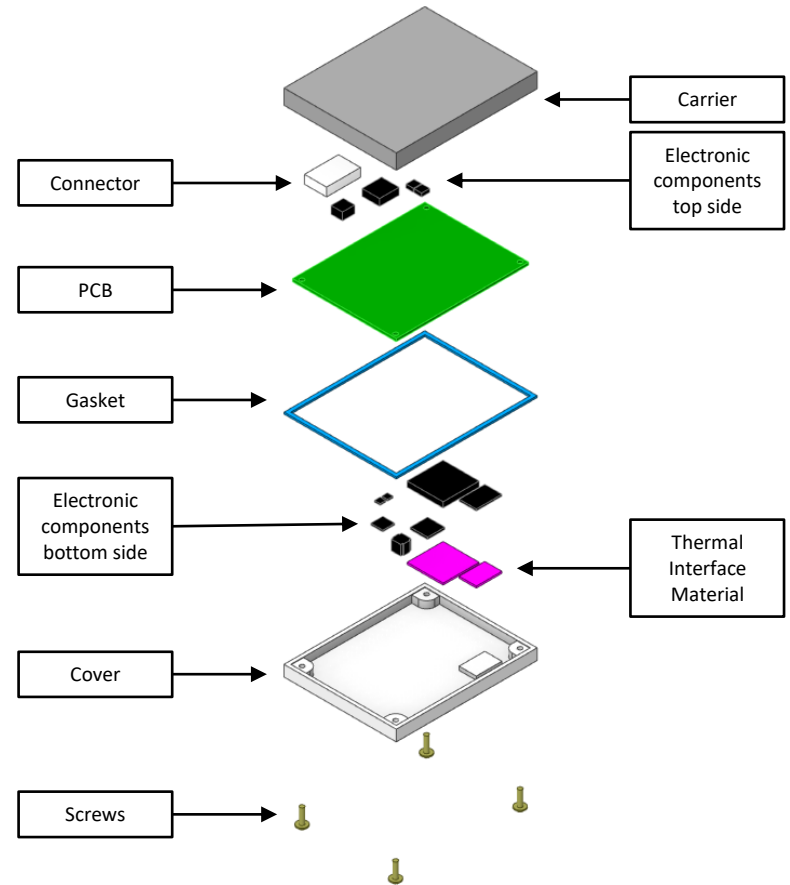 Carrier
Electronic
components
top side
Connector
PCB
Gasket
Electronic
components
bottom side
Thermal
Interface
Material
Cover
Screws